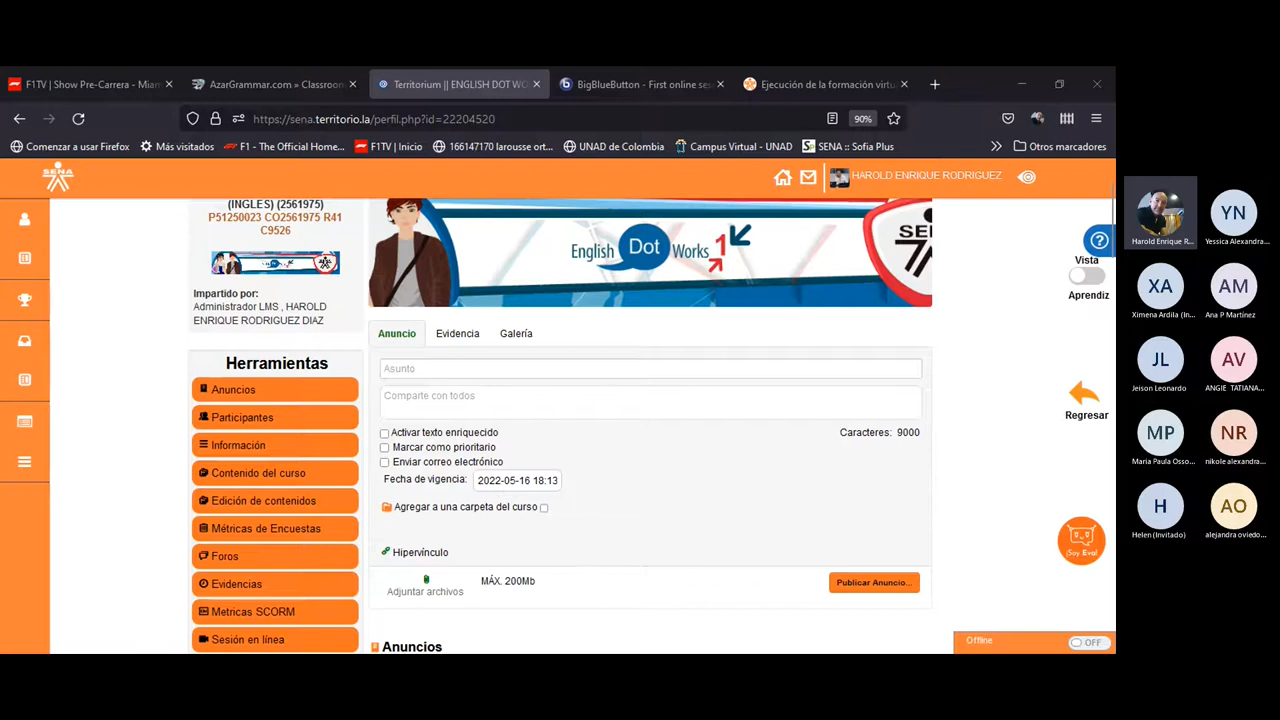 F1TV | Show Pre-Carrera - Miam
AzarGrammar.com » Classroom
Territorium || ENGLISH DOT WO
BigBlueButton - First online ses
Ejecución de la formación virtu
https://sena.territorio.la/perfil.php?id=22204520
90%
Comenzar a usar Firefox
Más visitados
F1 - The Official Home...
F1TV | Inicio
166147170 larousse ort...
UNAD de Colombia
Campus Virtual - UNAD
SENA :: Sofia Plus
Otros marcadores
SENA
HAROLD ENRIQUE RODRIGUEZ
(INGLES) (2561975)
P51250023 CO2561975 R41
C9526
Impartido por:
Administrador LMS , HAROLD
ENRIQUE RODRIGUEZ DIAZ
English Dot Works 1
SEN
Vista
Aprendiz
Regresar
¡Soy Eva!
Herramientas
Anuncios
Participantes
Información
Contenido del curso
Edición de contenidos
Métricas de Encuestas
Foros
Evidencias
Metricas SCORM
Sesión en línea
Anuncio
Evidencia
Galería
Asunto
Comparte con todos
Activar texto enriquecido
Caracteres: 9000
Marcar como prioritario
Enviar correo electrónico
Fecha de vigencia: 2022-05-16 18:13
Agregar a una carpeta del curso
Hipervínculo
Adjuntar archivos
MÁX. 200Mb
Publicar Anuncio...
Anuncios
Offline
OFF
Harold Enrique R...
YN
Yessica Alexandra...
XA
Ximena Ardila (In...
AM
Ana P Martínez
JL
Jeison Leonardo
AV
ANGIE TATIANA...
MP
Maria Paula Osso...
NR
nikole alexandra...
H
Helen (Invitado)
AO
alejandra oviedo...